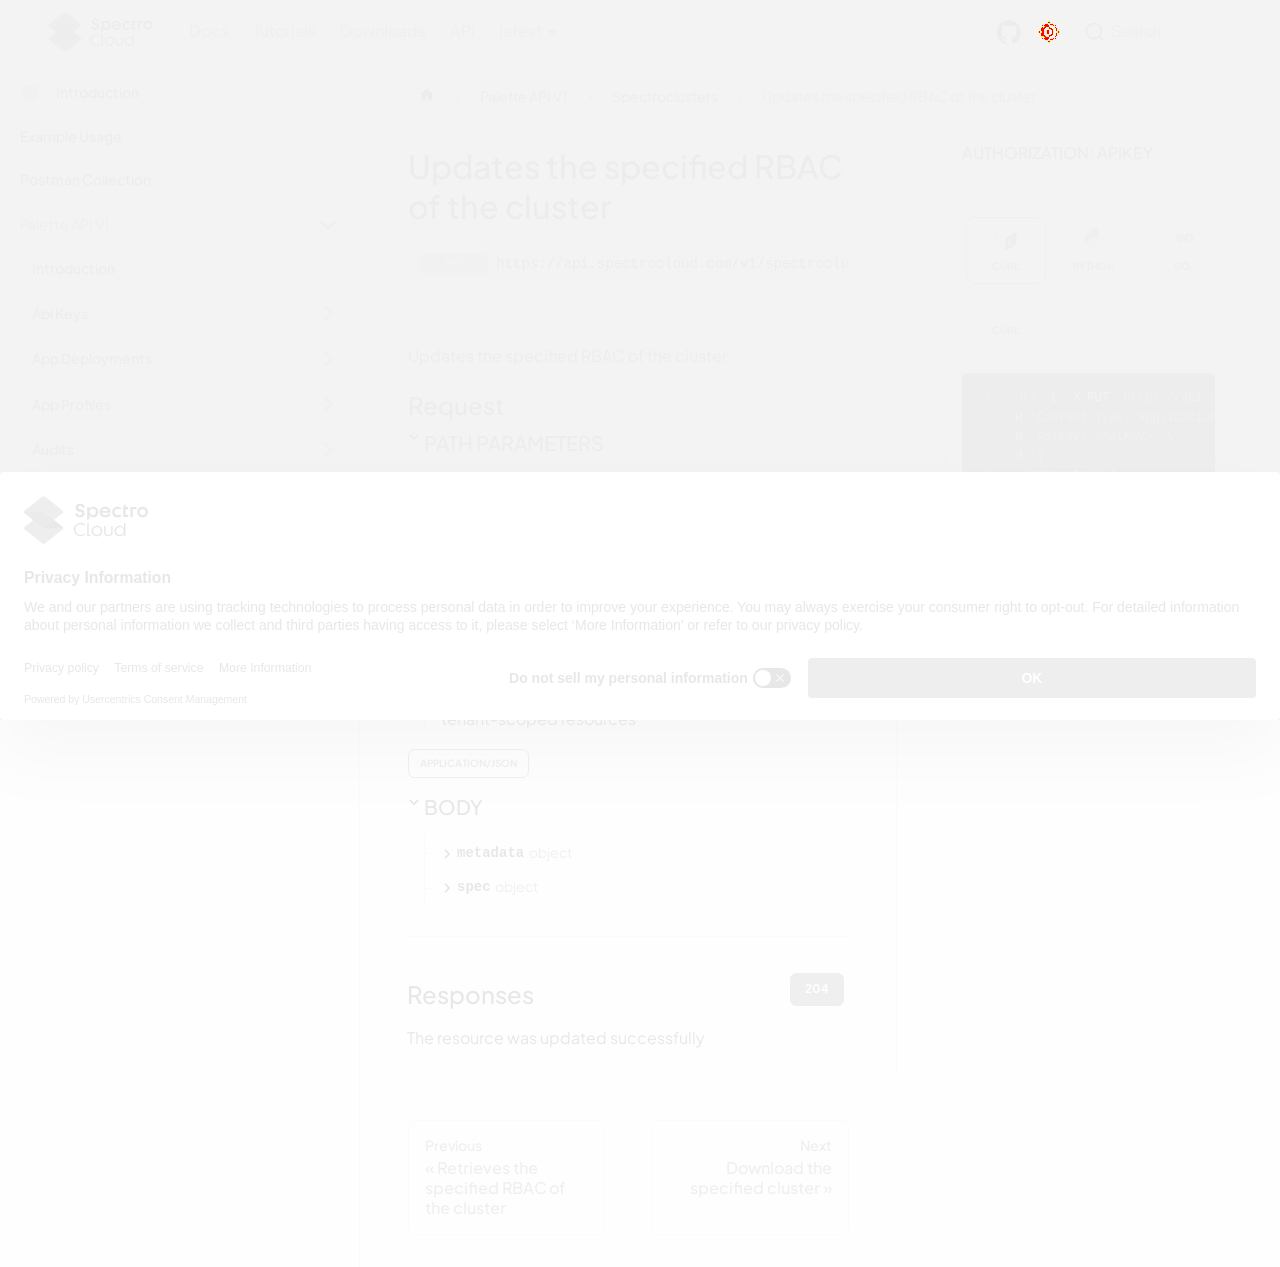 Spectro Cloud
Docs
Tutorials
Downloads
API
latest
Search
Introduction
Example Usage
Postman Collection
Palette API V1
Introduction
Api Keys
App Deployments
App Profiles
Audits
Palette API V1
Spectroclusters
Updates the specified RBAC of the cluster
Updates the specified RBAC
of the cluster
https://api.spectrocloud.com/v1/spectroclu
Updates the specified RBAC of the cluster
Request
PATH PARAMETERS
AUTHORIZATION: APIKEY
CURL
PYTHON
GO
CURL
PUT
Spectro
Cloud
Privacy Information
We and our partners are using tracking technologies to process personal data in order to improve your experience. You may always exercise your consumer right to opt-out. For detailed information
about personal information we collect and third parties having access to it, please select 'More Information' or refer to our privacy policy.
Privacy policy
Terms of service
More Information
Powered by Usercentrics Consent Management
Do not sell my personal information
OK
tenant-scoped resources
APPLICATION/JSON
BODY
metadata object
spec object
Responses
204
The resource was updated successfully
Previous
« Retrieves the
specified RBAC of
the cluster
Next
Download the
specified cluster »